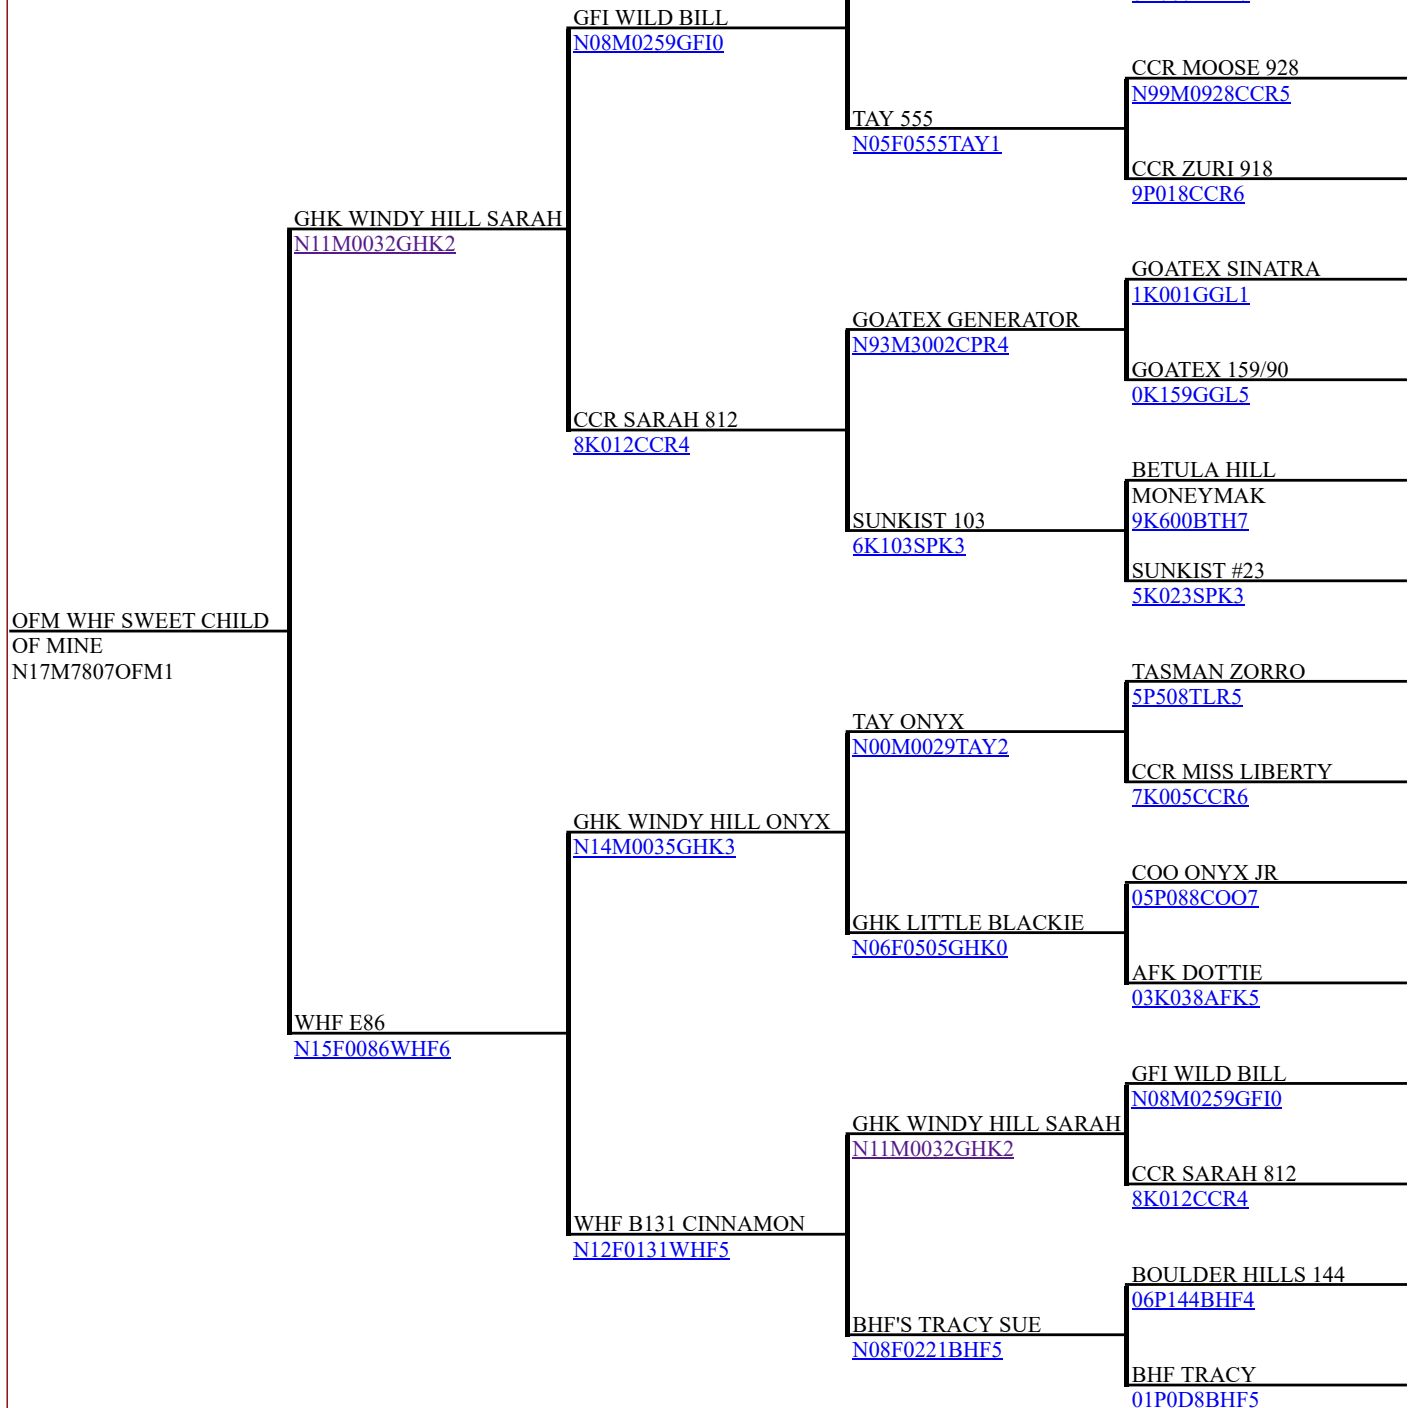 GFI WILD BILL
N08M0259GFI0
CCR MOOSE 928
N99M0928CCR5
TAY 555
N05F0555TAY1
CCR ZURI 918
9P018CCR6
GHK WINDY HILL SARAH
N11M0032GHK2
GOATEX SINATRA
1K001GGL1
GOATEX GENERATOR
N93M3002CPR4
GOATEX 159/90
0K159GGL5
CCR SARAH 812
8K012CCR4
BETULA HILL
MONEYMAK
9K600BTH7
SUNKIST 103
6K103SPK3
SUNKIST #23
5K023SPK3
OFM WHF SWEET CHILD
OF MINE
N17M7807OFM1
TASMAN ZORRO
5P508TLR5
TAY ONYX
N00M0029TAY2
CCR MISS LIBERTY
7K005CCR6
GHK WINDY HILL ONYX
N14M0035GHK3
COO ONYX JR
05P088COO7
GHK LITTLE BLACKIE
N06F0505GHK0
AFK DOTTIE
03K038AFK5
WHF E86
N15F0086WHF6
GFI WILD BILL
N08M0259GFI0
GHK WINDY HILL SARAH
N11M0032GHK2
CCR SARAH 812
8K012CCR4
WHF B131 CINNAMON
N12F0131WHF5
BOULDER HILLS 144
06P144BHF4
BHF'S TRACY SUE
N08F0221BHF5
BHF TRACY
01P0D8BHF5